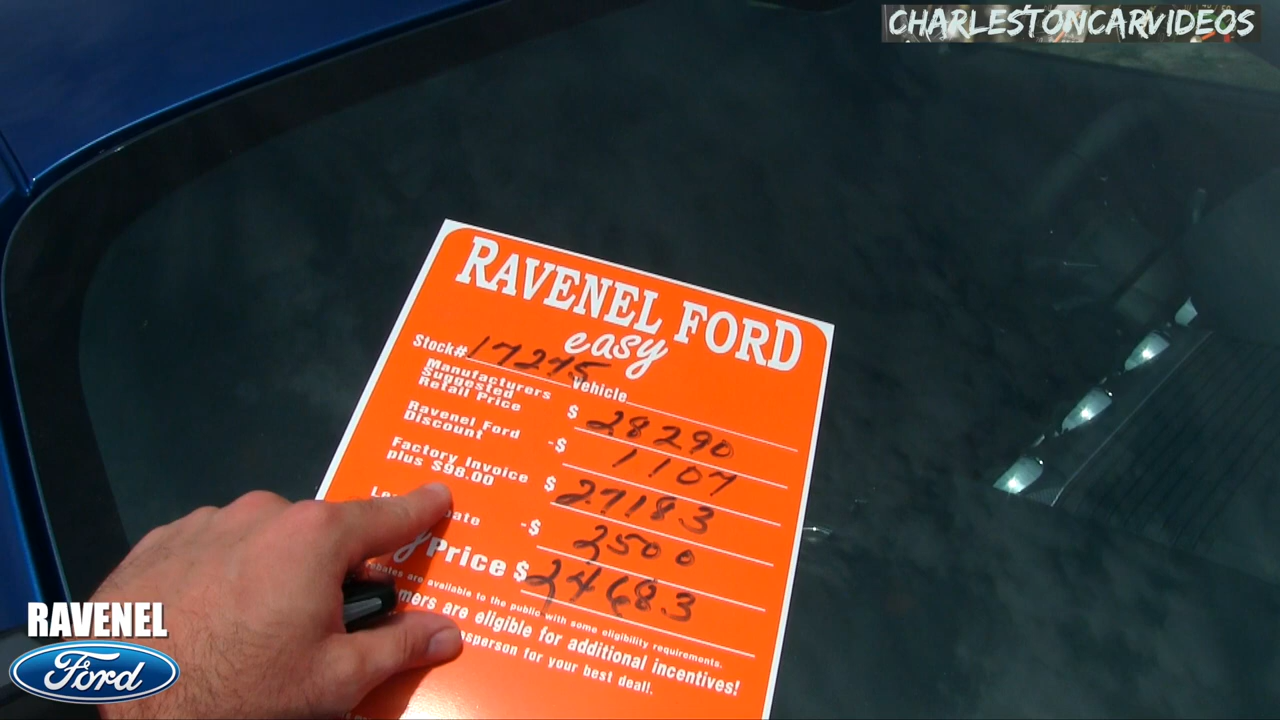 CHARLESTONCARVIDEOS
RAVENEL FORD
easy
Stock# 17275 Vehicle
Manufacturers
Suggested
Retail Price $ 28290
Ravenel Ford
Discount -$ 1107
Factory Invoice
plus $98.00 $ 27183
-$ 2500
Price $ 24683
are available to the public with some eligibility requirements.
are eligible for additional incentives!
for your best deal!.
RAVENEL
Ford